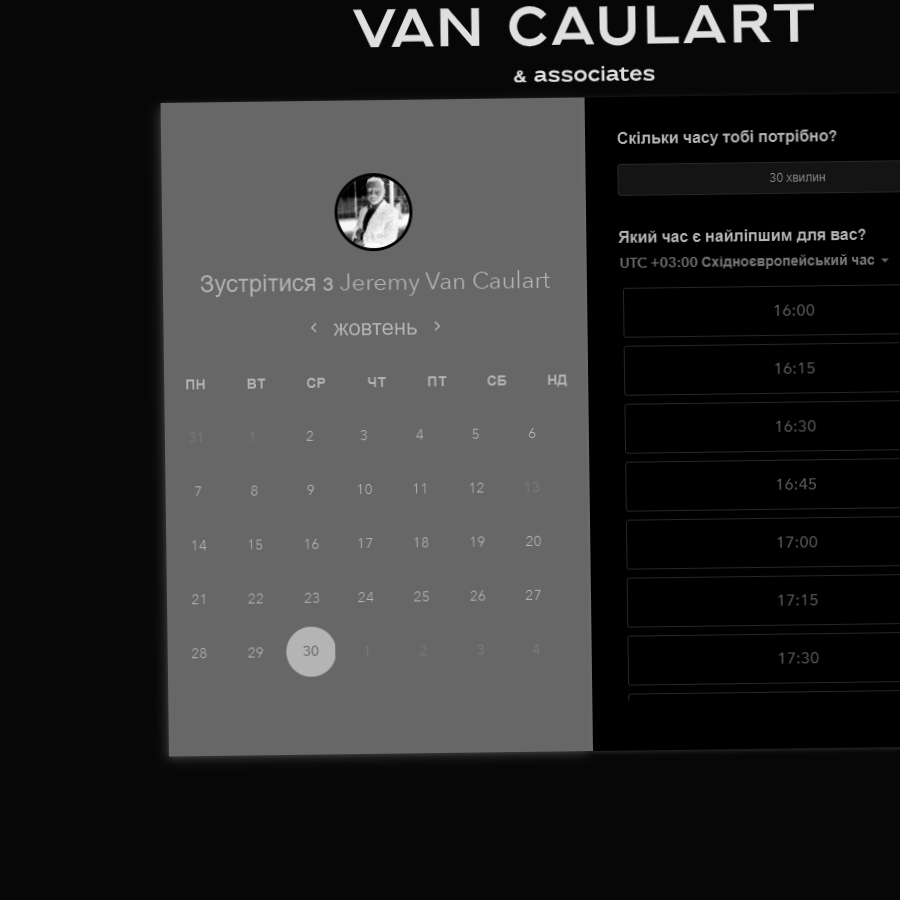 VAN CAULART
& associates
Зустрітися з Jeremy Van Caulart
жовтень
ПН ВТ СР ЧТ ПТ СБ НД
31 1 2 3 4 5 6
7 8 9 10 11 12 13
14 15 16 17 18 19 20
21 22 23 24 25 26 27
28 29 30 1 2 3 4
Скільки часу тобі потрібно?
30 хвилин
Який час є найліпшим для вас?
UTC +03:00 Східноєвропейський час
16:00
16:15
16:30
16:45
17:00
17:15
17:30